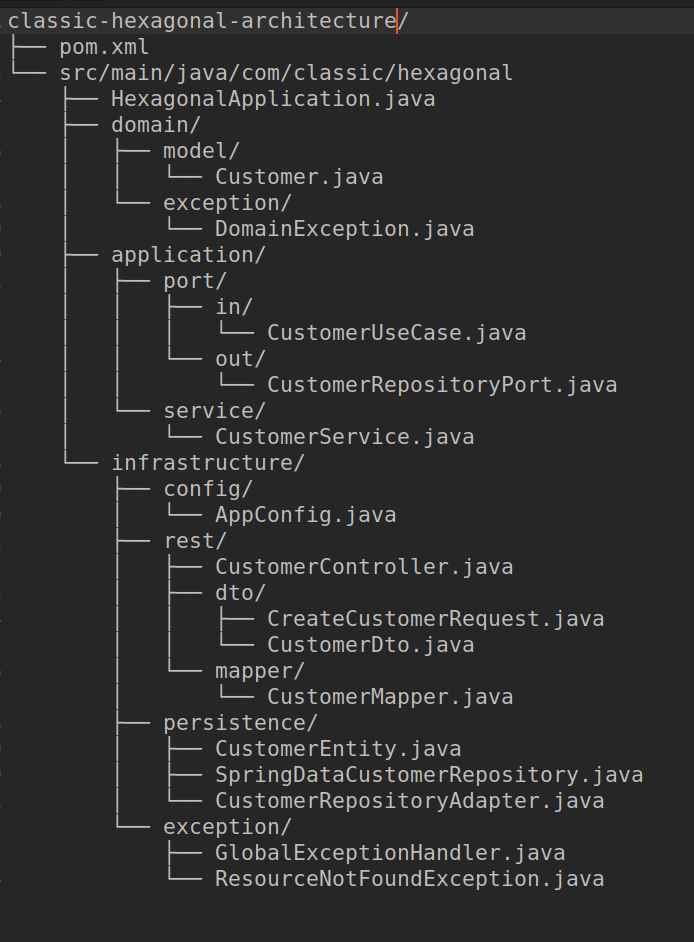 classic-hexagonal-architecture/
├── pom.xml
└── src/main/java/com/classic/hexagonal
    ├── HexagonalApplication.java
    ├── domain/
    │   ├── model/
    │   │   └── Customer.java
    │   └── exception/
    │       └── DomainException.java
    ├── application/
    │   ├── port/
    │   │   ├── in/
    │   │   │   └── CustomerUseCase.java
    │   │   └── out/
    │   │       └── CustomerRepositoryPort.java
    │   └── service/
    │       └── CustomerService.java
    └── infrastructure/
        ├── config/
        │   └── AppConfig.java
        ├── rest/
        │   ├── CustomerController.java
        │   ├── dto/
        │   │   ├── CreateCustomerRequest.java
        │   │   └── CustomerDto.java
        │   └── mapper/
        │       └── CustomerMapper.java
        ├── persistence/
        │   ├── CustomerEntity.java
        │   ├── SpringDataCustomerRepository.java
        │   └── CustomerRepositoryAdapter.java
        └── exception/
            ├── GlobalExceptionHandler.java
            └── ResourceNotFoundException.java